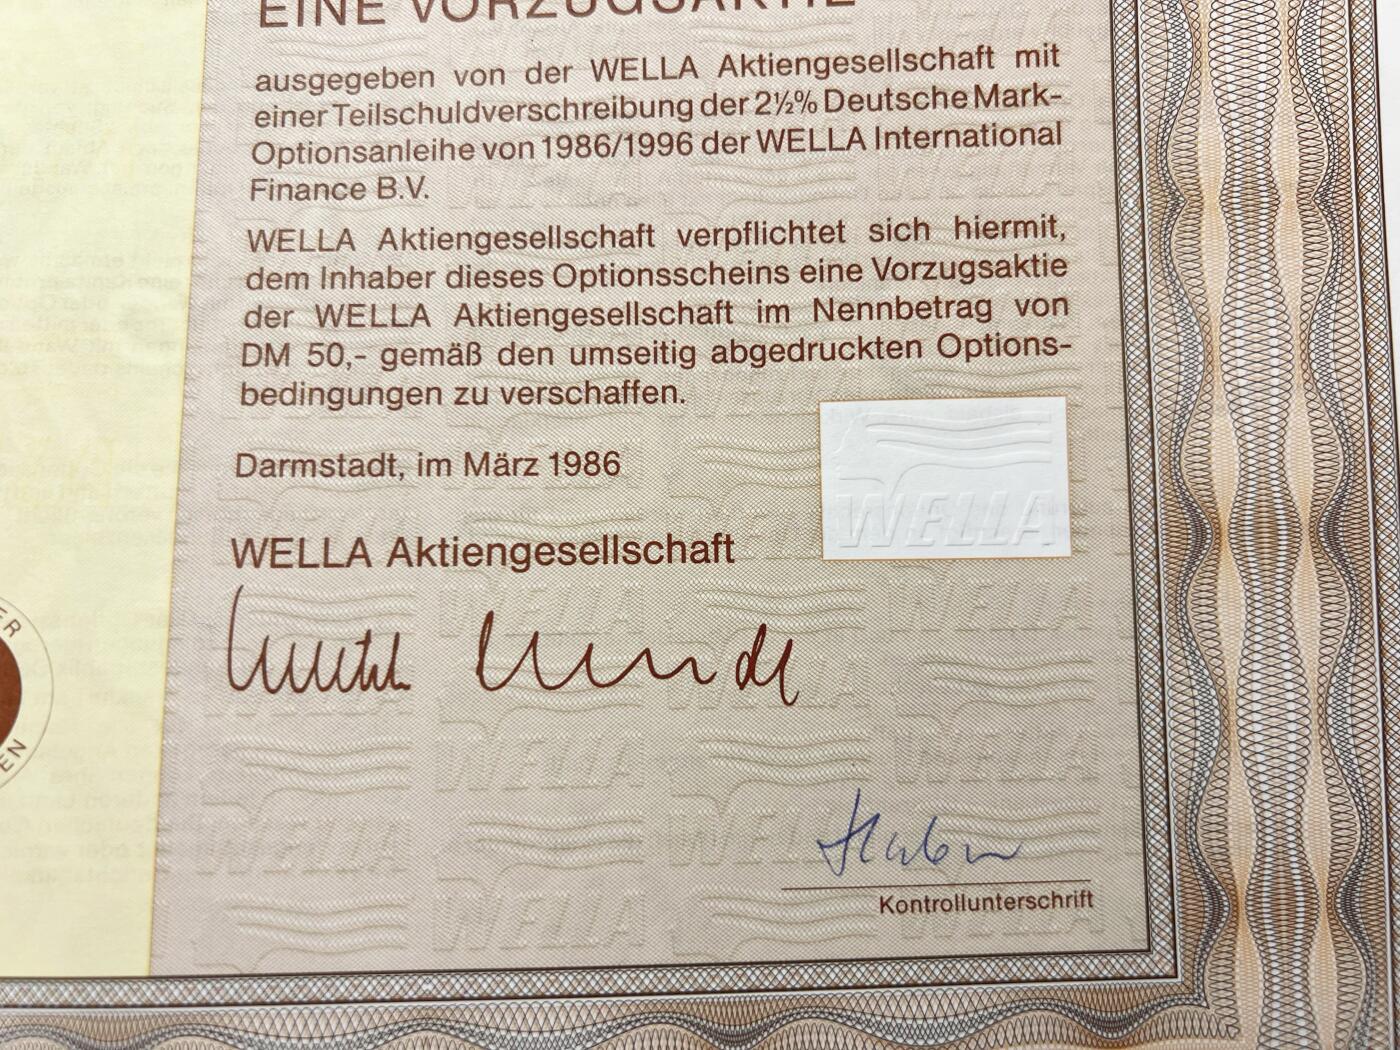 EINE VORZUGSAKTIE
ausgegeben von der WELLA Aktiengesellschaft mit
einer Teilschuldverschreibung der 2½% Deutsche Mark-
Optionsanleihe von 1986/1996 der WELLA International
Finance B.V.
WELLA Aktiengesellschaft verpflichtet sich hiermit,
dem Inhaber dieses Optionsscheins eine Vorzugsaktie
der WELLA Aktiengesellschaft im Nennbetrag von
DM 50,- gemäß den umseitig abgedruckten Options-
bedingungen zu verschaffen.
WELLA
Darmstadt, im März 1986
WELLA Aktiengesellschaft
Kontrollunterschrift